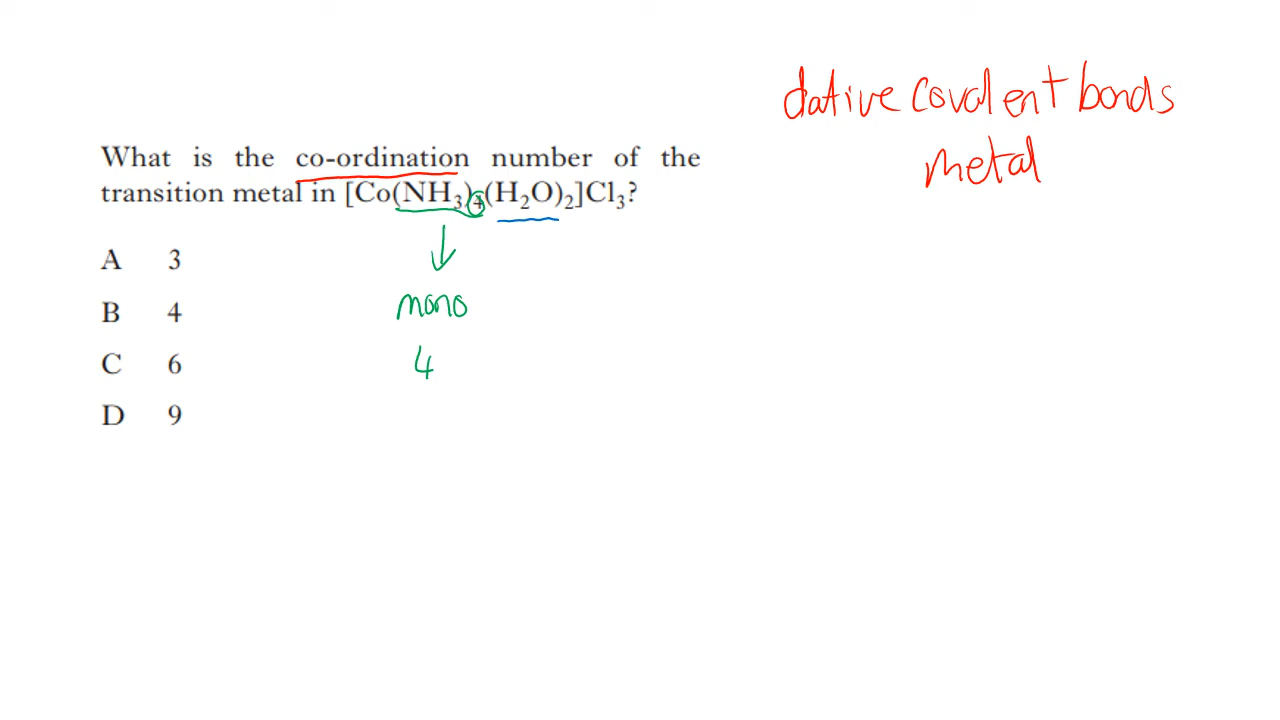 dative covalent bonds
metal
What is the co-ordination number of the
transition metal in [Co(NH₃)₄(H₂O)₂]Cl₃?
A 3
B 4
C 6
D 9
mono
4